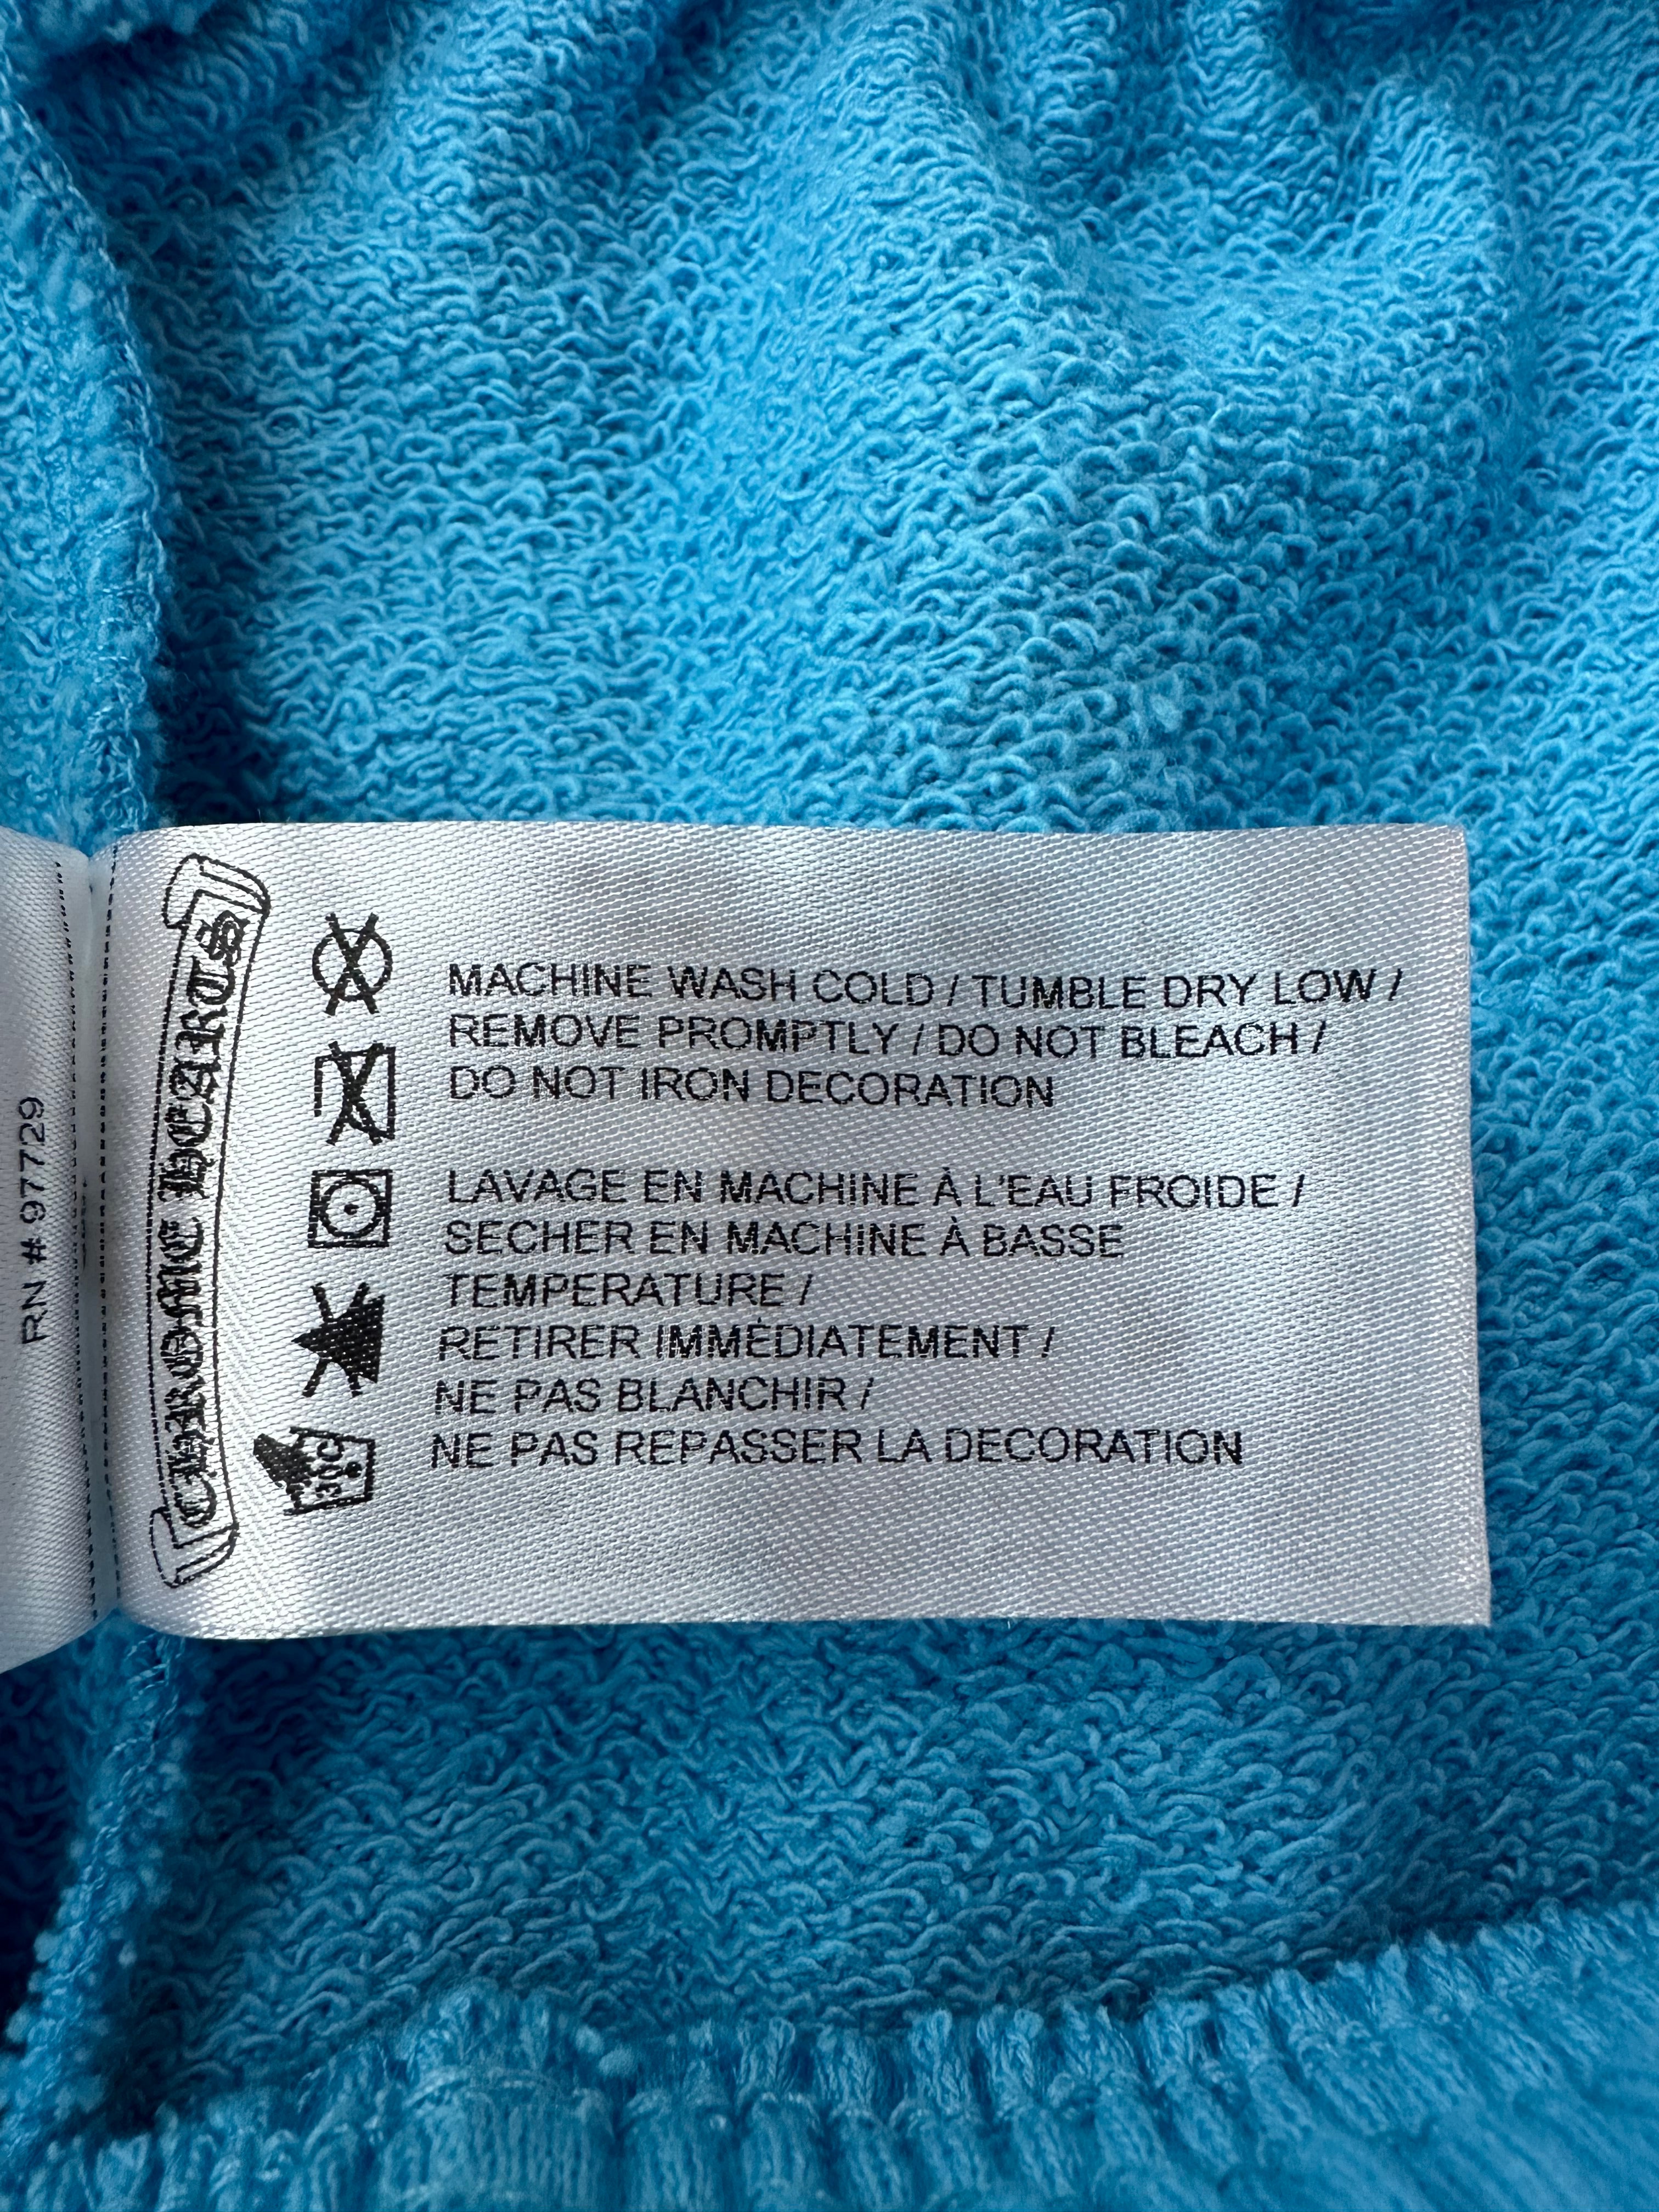 RN # 97729
CHROME HEARTS
MACHINE WASH COLD / TUMBLE DRY LOW /
REMOVE PROMPTLY / DO NOT BLEACH /
DO NOT IRON DECORATION
LAVAGE EN MACHINE À L'EAU FROIDE /
SECHER EN MACHINE À BASSE
TEMPERATURE /
RETIRER IMMÉDIATEMENT /
NE PAS BLANCHIR /
NE PAS REPASSER LA DECORATION
30C